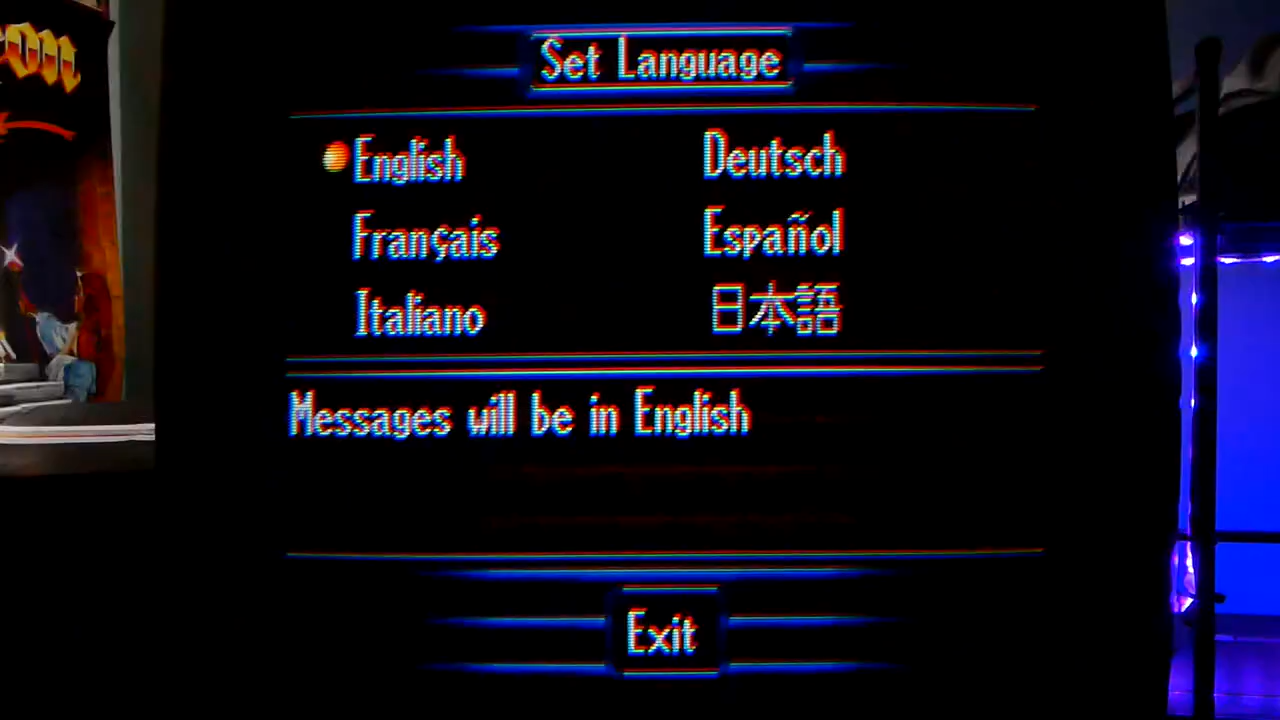 Set Language
English
Deutsch
Français
Español
Italiano
日本語
Messages will be in English
Exit